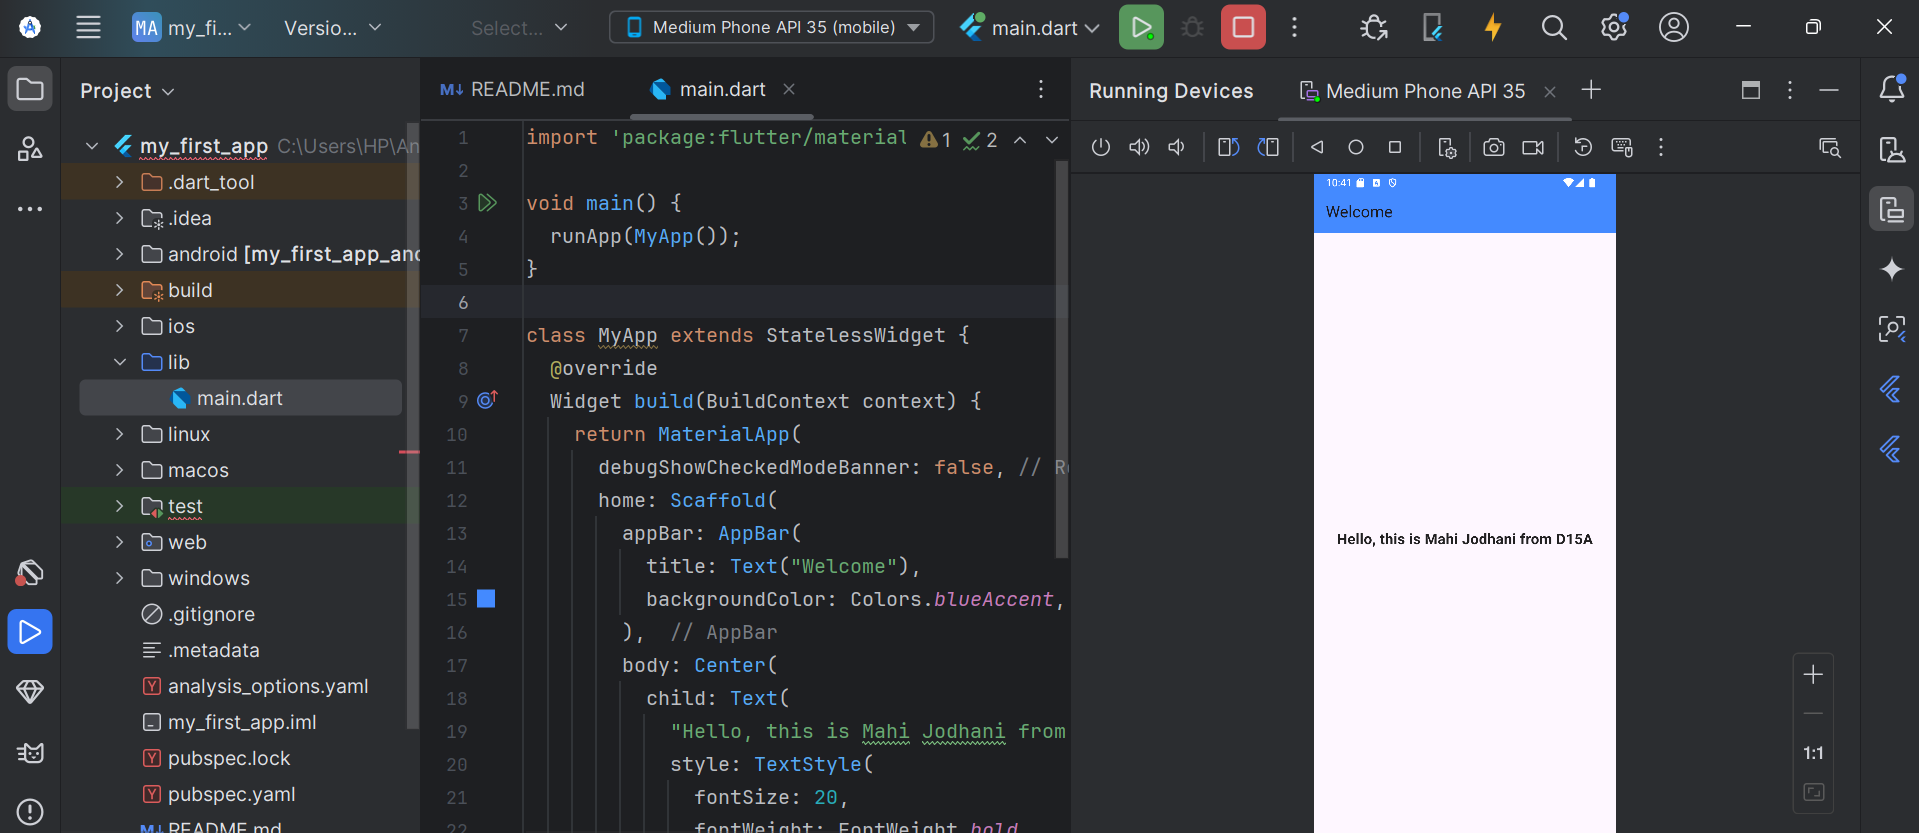 MA my_fi... Versio... Select... Medium Phone API 35 (mobile) main.dart
Project
my_first_app C:\Users\HP\An
.dart_tool
.idea
android [my_first_app_and
build
ios
lib
main.dart
linux
macos
test
web
windows
.gitignore
.metadata
analysis_options.yaml
my_first_app.iml
pubspec.lock
pubspec.yaml
README.md
README.md main.dart
1 import 'package:flutter/material 1 2
2
3 void main() {
4 runApp(MyApp());
5 }
6
7 class MyApp extends StatelessWidget {
8 @override
9 Widget build(BuildContext context) {
10 return MaterialApp(
11 debugShowCheckedModeBanner: false, // Re
12 home: Scaffold(
13 appBar: AppBar(
14 title: Text("Welcome"),
15 backgroundColor: Colors.blueAccent,
16 ), // AppBar
17 body: Center(
18 child: Text(
19 "Hello, this is Mahi Jodhani from
20 style: TextStyle(
21 fontSize: 20,
22 fontWeight: FontWeight.bold
Running Devices Medium Phone API 35
10:41
Welcome
Hello, this is Mahi Jodhani from D15A
1:1